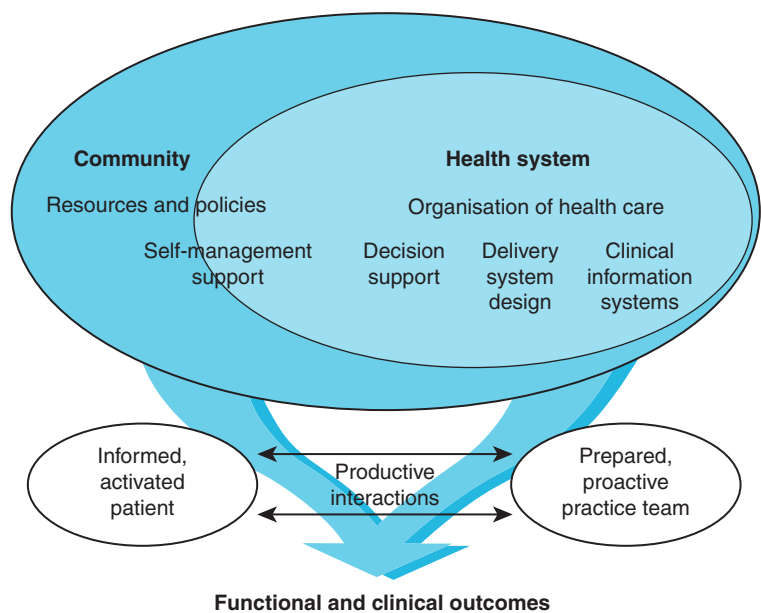 Community
Health system
Resources and policies
Organisation of health care
Self-management
support
Decision
support
Delivery
system
design
Clinical
information
systems
Informed,
activated
patient
Productive
interactions
Prepared,
proactive
practice team
Functional and clinical outcomes